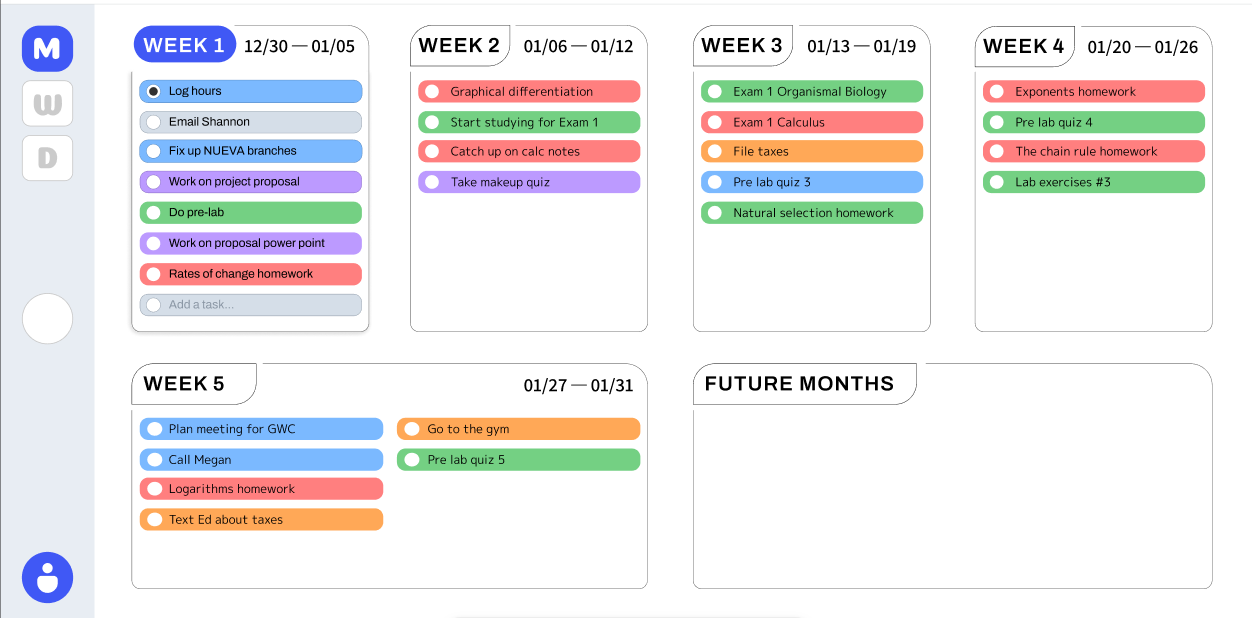 M
W
D
WEEK 1 12/30 — 01/05
Log hours
Email Shannon
Fix up NUEVA branches
Work on project proposal
Do pre-lab
Work on proposal power point
Rates of change homework
Add a task...
WEEK 2 01/06 — 01/12
Graphical differentiation
Start studying for Exam 1
Catch up on calc notes
Take makeup quiz
WEEK 3 01/13 — 01/19
Exam 1 Organismal Biology
Exam 1 Calculus
File taxes
Pre lab quiz 3
Natural selection homework
WEEK 4 01/20 — 01/26
Exponents homework
Pre lab quiz 4
The chain rule homework
Lab exercises #3
WEEK 5 01/27 — 01/31
Plan meeting for GWC
Call Megan
Logarithms homework
Text Ed about taxes
Go to the gym
Pre lab quiz 5
FUTURE MONTHS